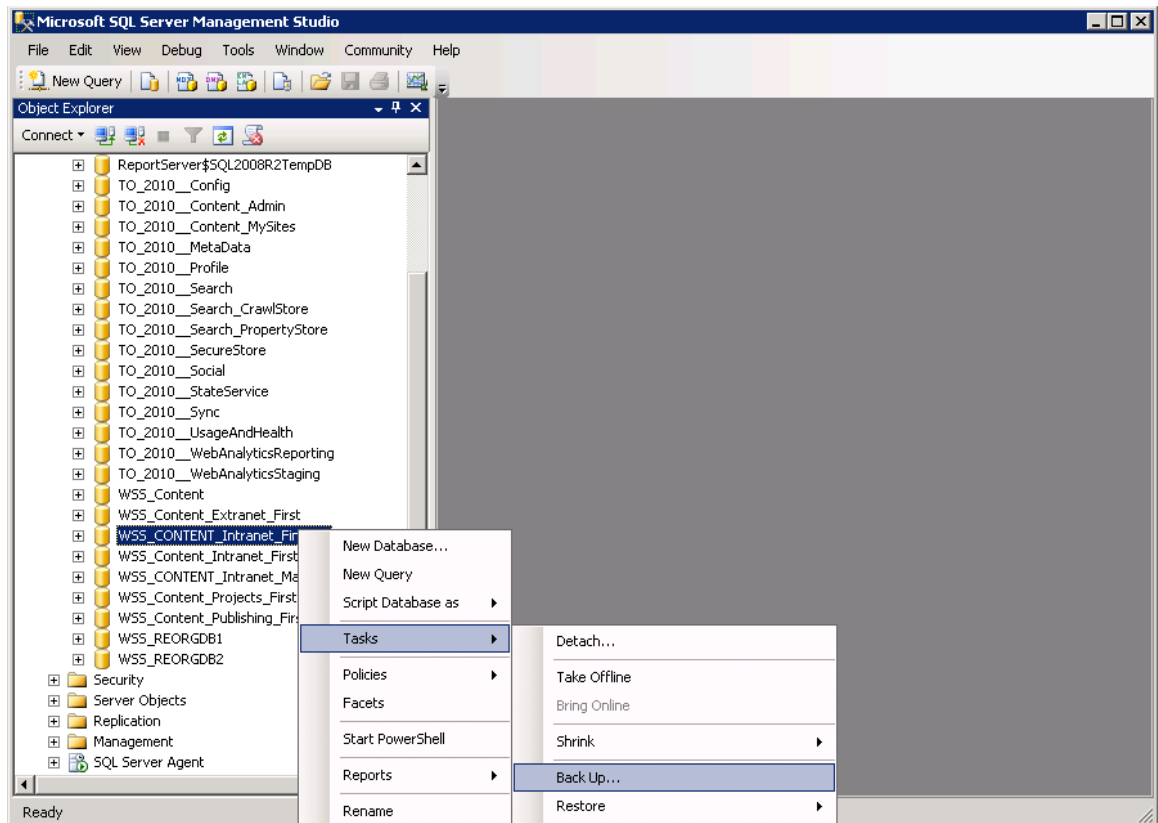 Microsoft SQL Server Management Studio
File Edit View Debug Tools Window Community Help
New Query
Object Explorer
Connect
ReportServer$SQL2008R2TempDB
TO_2010__Config
TO_2010__Content_Admin
TO_2010__Content_MySites
TO_2010__MetaData
TO_2010__Profile
TO_2010__Search
TO_2010__Search_CrawlStore
TO_2010__Search_PropertyStore
TO_2010__SecureStore
TO_2010__Social
TO_2010__StateService
TO_2010__Sync
TO_2010__UsageAndHealth
TO_2010__WebAnalyticsReporting
TO_2010__WebAnalyticsStaging
WSS_Content
WSS_Content_Extranet_First
WSS_CONTENT_Intranet_Fir
WSS_Content_Intranet_First
WSS_CONTENT_Intranet_Ma
WSS_Content_Projects_First
WSS_Content_Publishing_Firs
WSS_REORGDB1
WSS_REORGDB2
Security
Server Objects
Replication
Management
SQL Server Agent
Ready
New Database...
New Query
Script Database as
Tasks
Policies
Facets
Start PowerShell
Reports
Rename
Detach...
Take Offline
Bring Online
Shrink
Back Up...
Restore